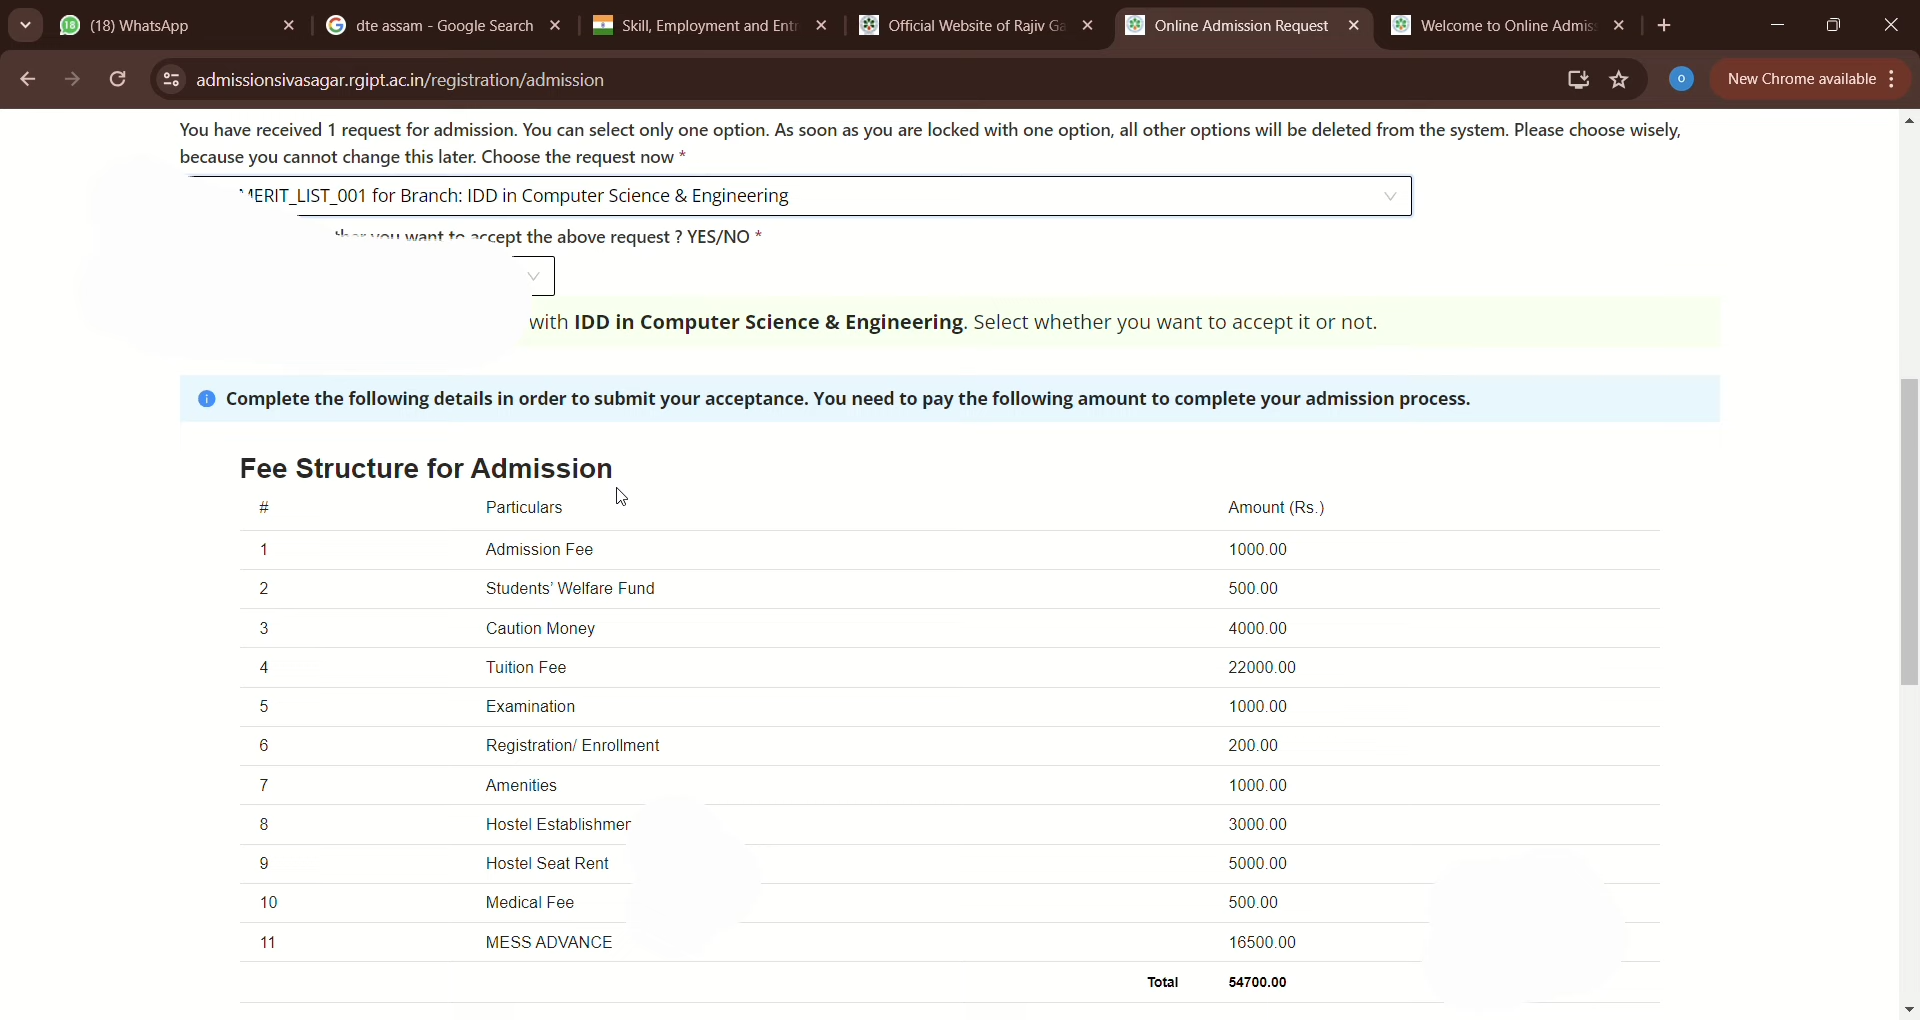 (18) WhatsApp
dte assam - Google Search
Skill, Employment and Entr
Official Website of Rajiv Ga
Online Admission Request
Welcome to Online Admis
admissionsivasagar.rgipt.ac.in/registration/admission
New Chrome available
You have received 1 request for admission. You can select only one option. As soon as you are locked with one option, all other options will be deleted from the system. Please choose wisely,
because you cannot change this later. Choose the request now *
MERIT_LIST_001 for Branch: IDD in Computer Science & Engineering
you want to accept the above request ? YES/NO *
with IDD in Computer Science & Engineering. Select whether you want to accept it or not.
Complete the following details in order to submit your acceptance. You need to pay the following amount to complete your admission process.
Fee Structure for Admission
# Particulars Amount (Rs.)
1 Admission Fee 1000.00
2 Students' Welfare Fund 500.00
3 Caution Money 4000.00
4 Tuition Fee 22000.00
5 Examination 1000.00
6 Registration/ Enrollment 200.00
7 Amenities 1000.00
8 Hostel Establishmen 3000.00
9 Hostel Seat Rent 5000.00
10 Medical Fee 500.00
11 MESS ADVANCE 16500.00
Total 54700.00